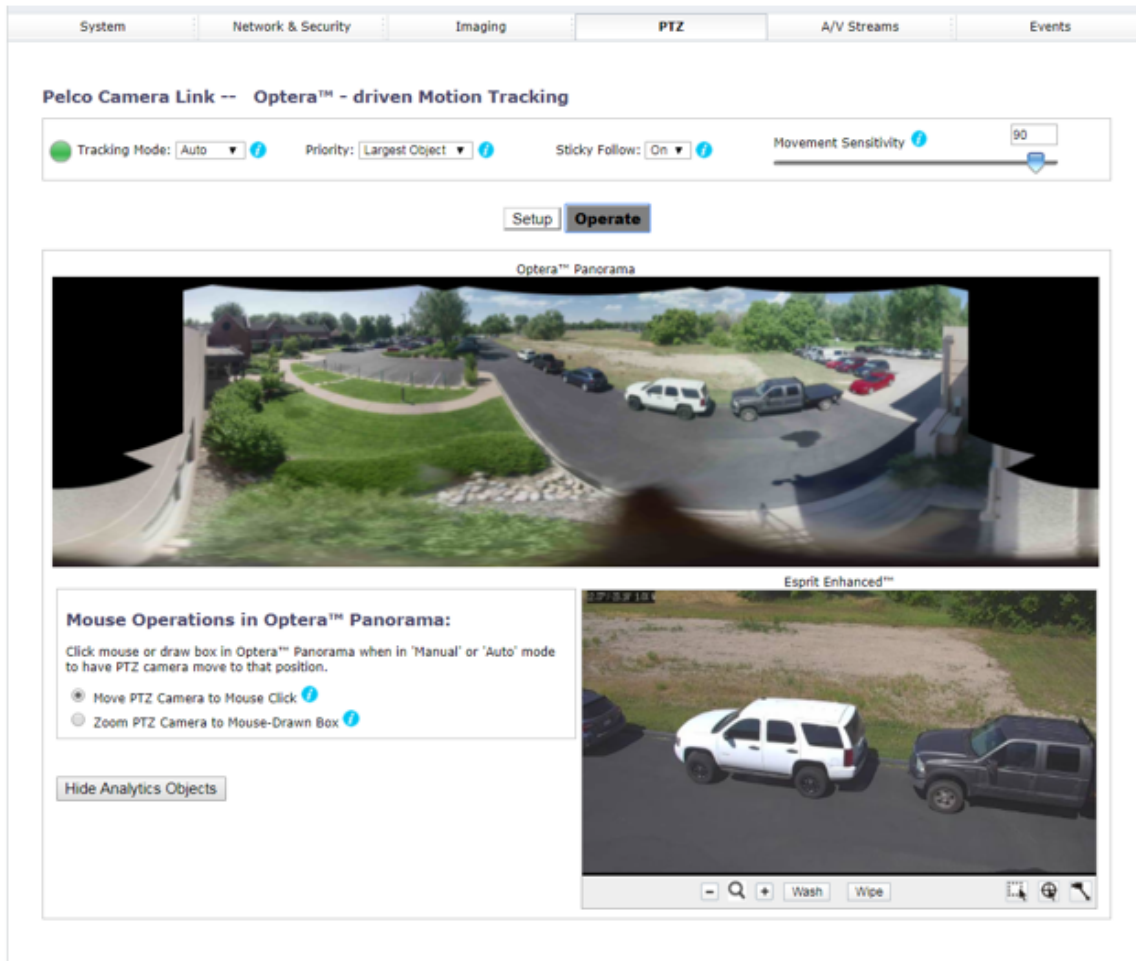 System Network & Security Imaging PTZ A/V Streams Events
Pelco Camera Link -- Optera™ - driven Motion Tracking
Tracking Mode: Auto Priority: Largest Object Sticky Follow: On Movement Sensitivity 90
Setup Operate
Optera™ Panorama
Esprit Enhanced™
Mouse Operations in Optera™ Panorama:
Click mouse or draw box in Optera™ Panorama when in 'Manual' or 'Auto' mode
to have PTZ camera move to that position.
Move PTZ Camera to Mouse Click
Zoom PTZ Camera to Mouse-Drawn Box
Hide Analytics Objects
Wash Wipe